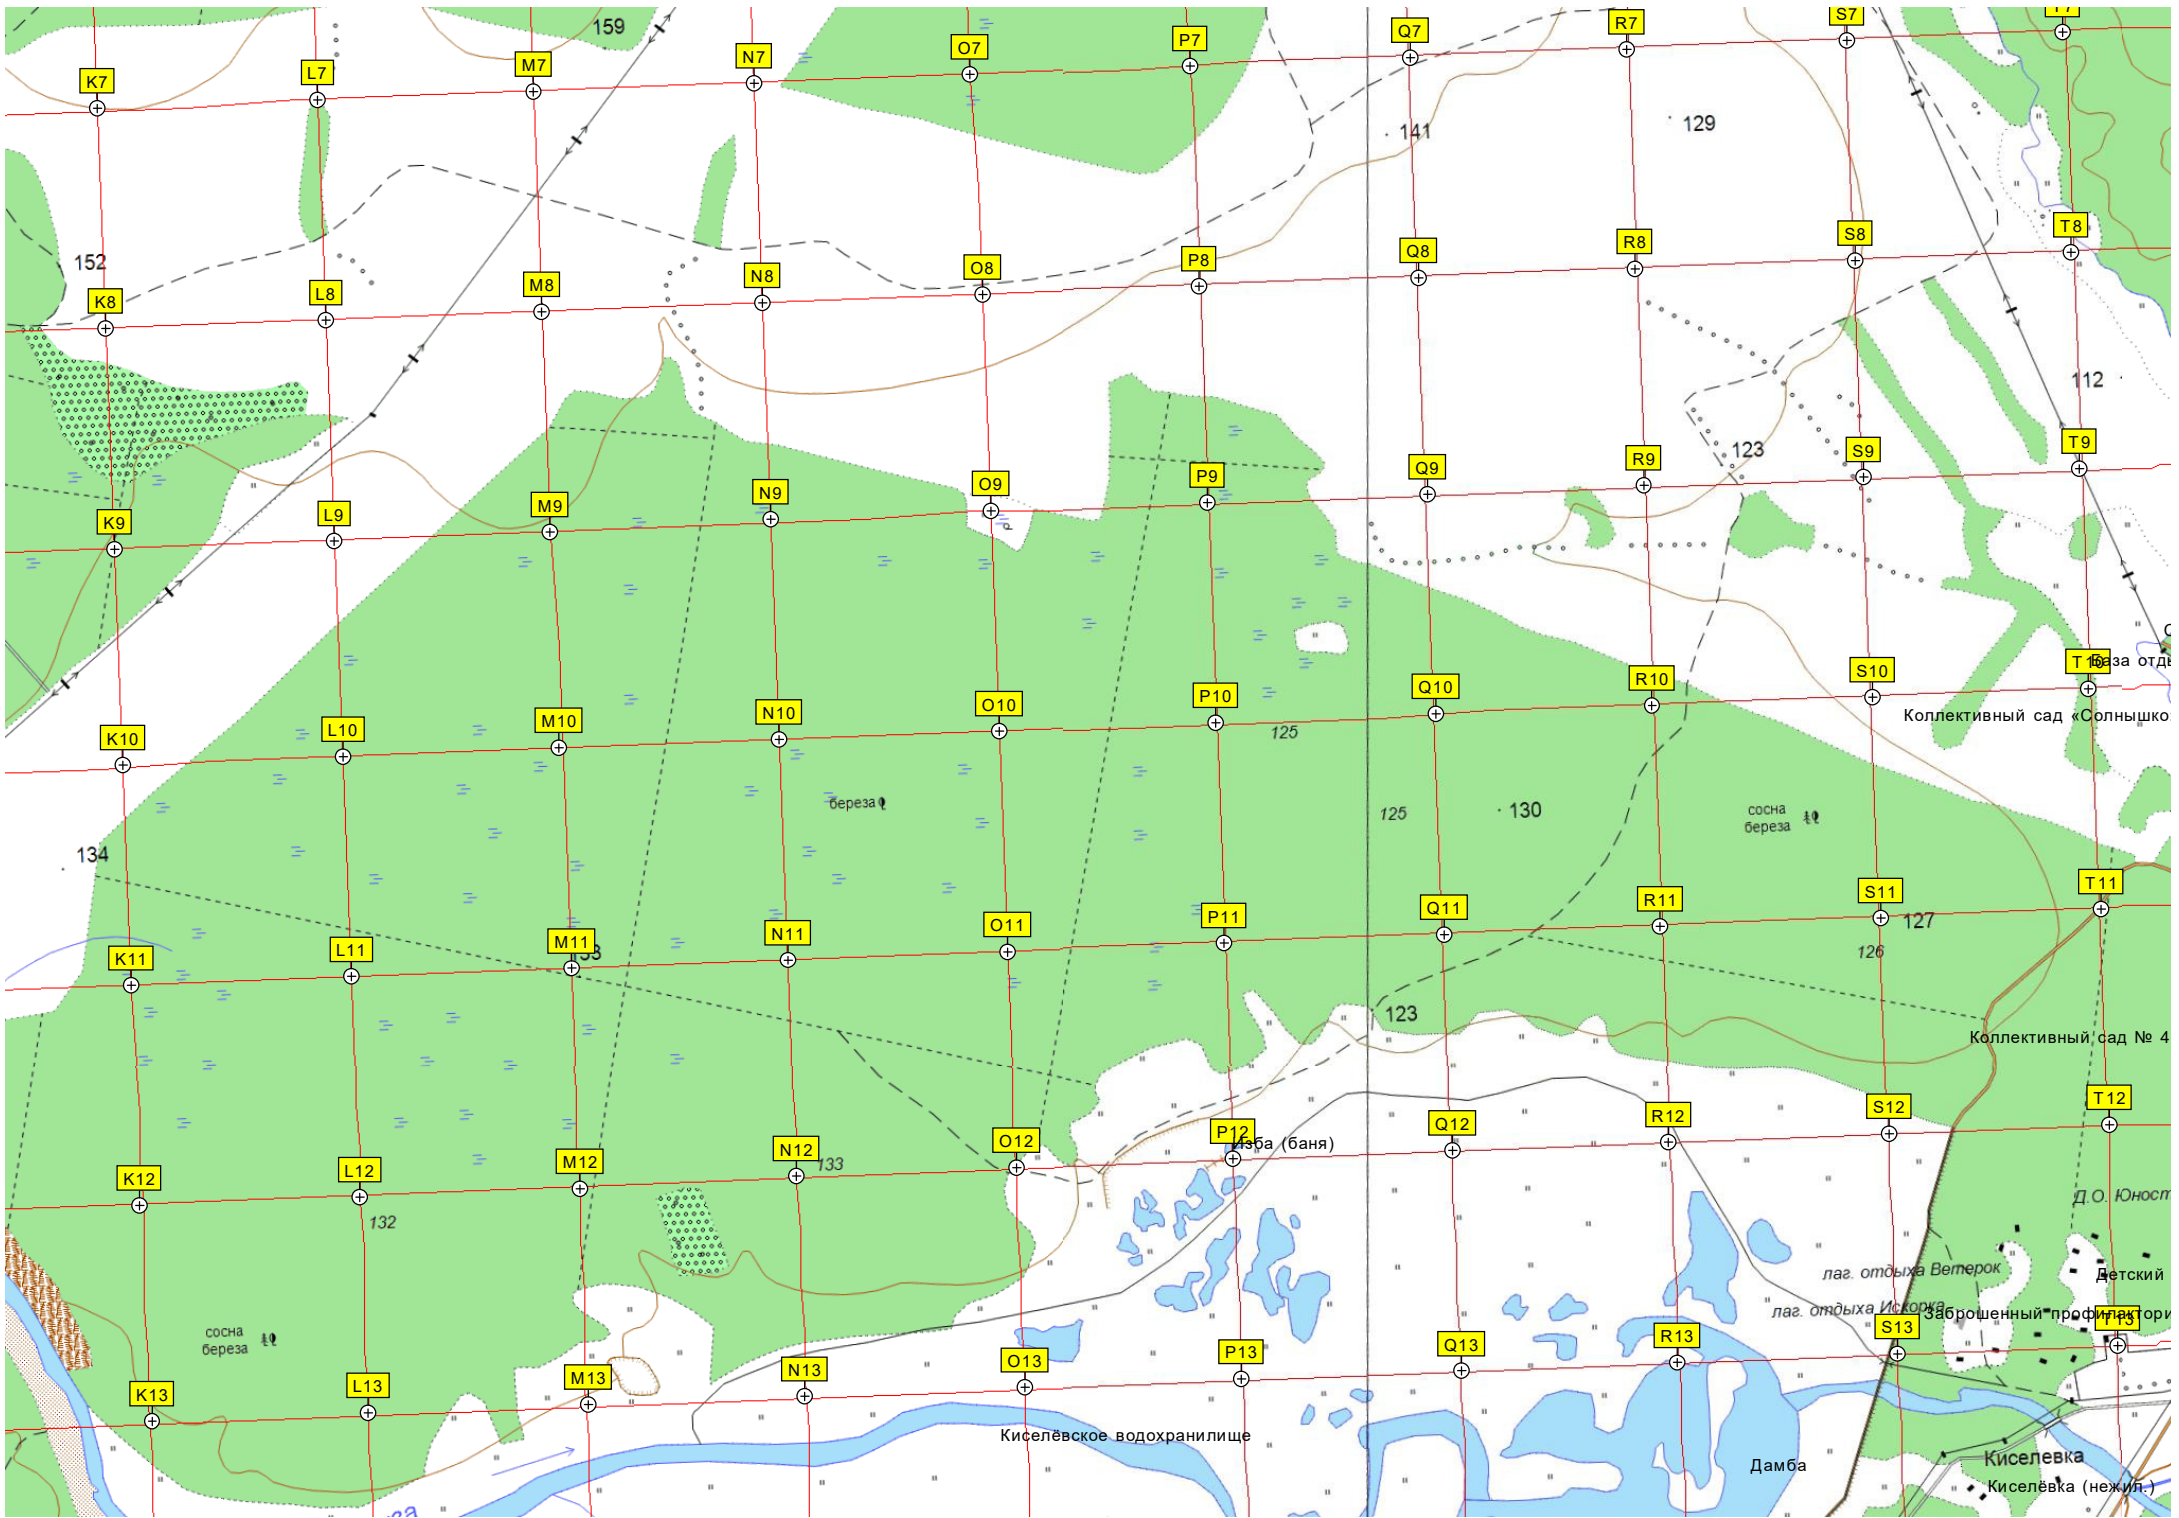 159
K7
L7
M7
N7
O7
P7
Q7
R7
S7
T7
141
129
152
K8
L8
M8
N8
O8
P8
Q8
R8
S8
T8
112
123
K9
L9
M9
N9
O9
P9
Q9
R9
S9
T9
База отды
K10
L10
M10
N10
O10
P10
Q10
R10
S10
T10
Коллективный сад «Солнышко
125
береза
125
130
сосна
береза
134
K11
L11
M11
N11
O11
P11
Q11
R11
S11
T11
127
126
123
Коллективный сад № 4
K12
L12
M12
N12
O12
P12
Q12
R12
S12
T12
Изба (баня)
133
132
Д.О. Юност
лаг. отдыха Ветерок
Детский
лаг. отдыха Искорка
Заброшенный профилактори
сосна
береза
K13
L13
M13
N13
O13
P13
Q13
R13
S13
T13
Киселёвское водохранилище
Дамба
Киселевка
Киселёвка (нежил.)